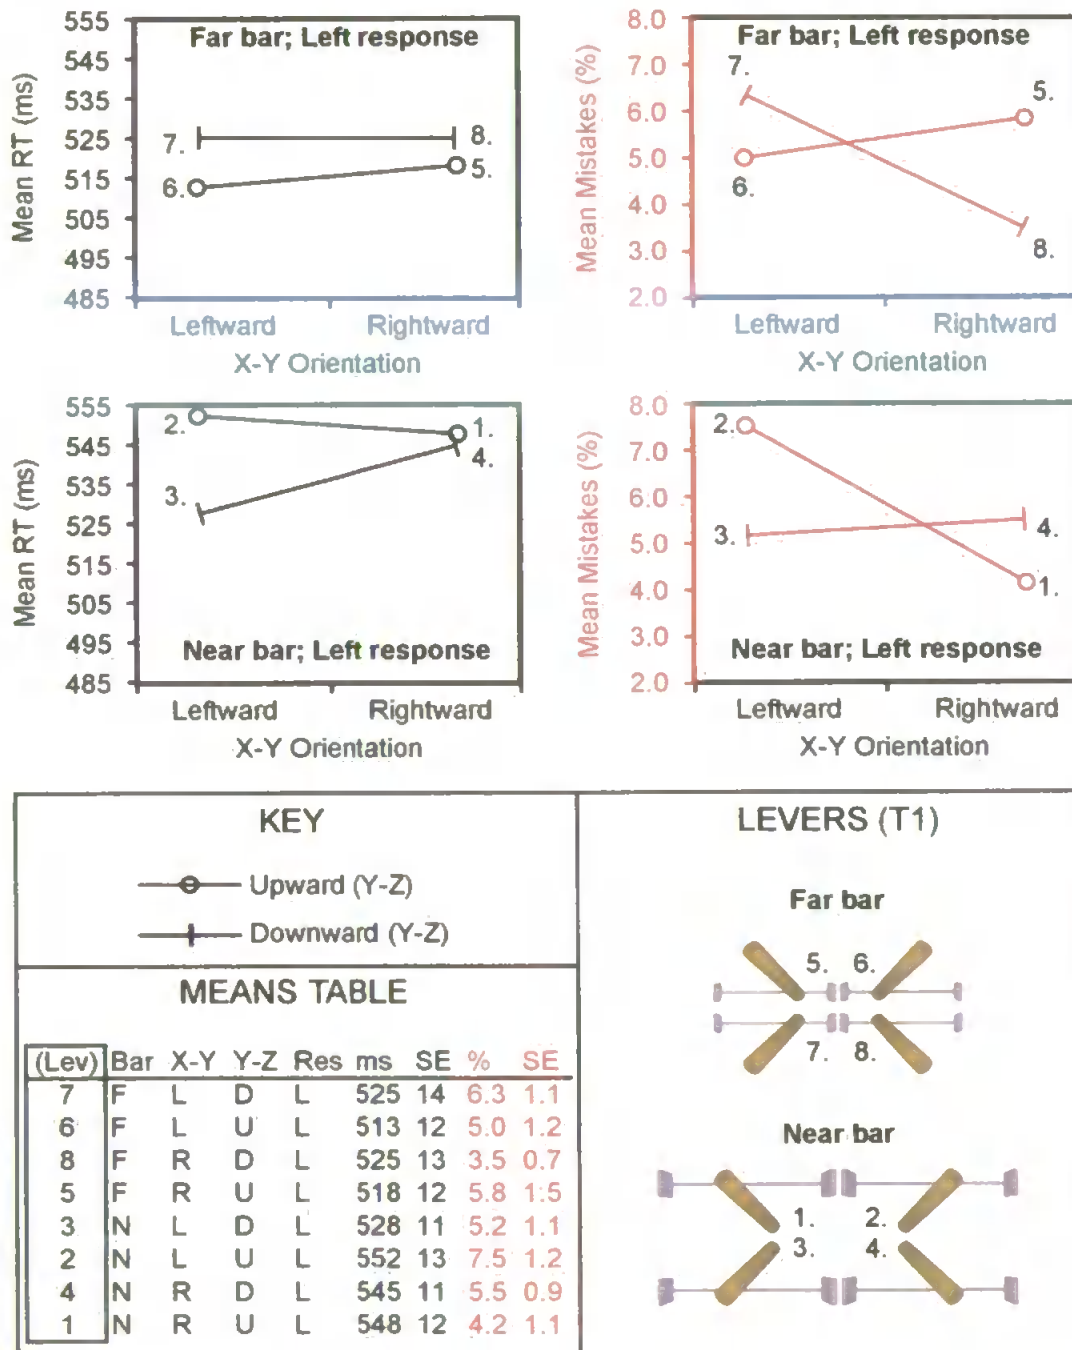 Far bar; Left response
Mean RT (ms)
555
545
535
525
515
505
495
485
7.
8.
6.
5.
Leftward Rightward
X-Y Orientation
Far bar; Left response
Mean Mistakes (%)
8.0
7.0
6.0
5.0
4.0
3.0
2.0
7.
5.
6.
8.
Leftward Rightward
X-Y Orientation
Mean RT (ms)
555
545
535
525
515
505
495
485
2.
1.
4.
3.
Near bar; Left response
Leftward Rightward
X-Y Orientation
Mean Mistakes (%)
8.0
7.0
6.0
5.0
4.0
3.0
2.0
2.
3.
4.
1.
Near bar; Left response
Leftward Rightward
X-Y Orientation
KEY
Upward (Y-Z)
Downward (Y-Z)
MEANS TABLE
(Lev) Bar X-Y Y-Z Res ms SE % SE
7 F L D L 525 14 6.3 1.1
6 F L U L 513 12 5.0 1.2
8 F R D L 525 13 3.5 0.7
5 F R U L 518 12 5.8 1.5
3 N L D L 528 11 5.2 1.1
2 N L U L 552 13 7.5 1.2
4 N R D L 545 11 5.5 0.9
1 N R U L 548 12 4.2 1.1
LEVERS (T1)
Far bar
5. 6.
7. 8.
Near bar
1. 2.
3. 4.